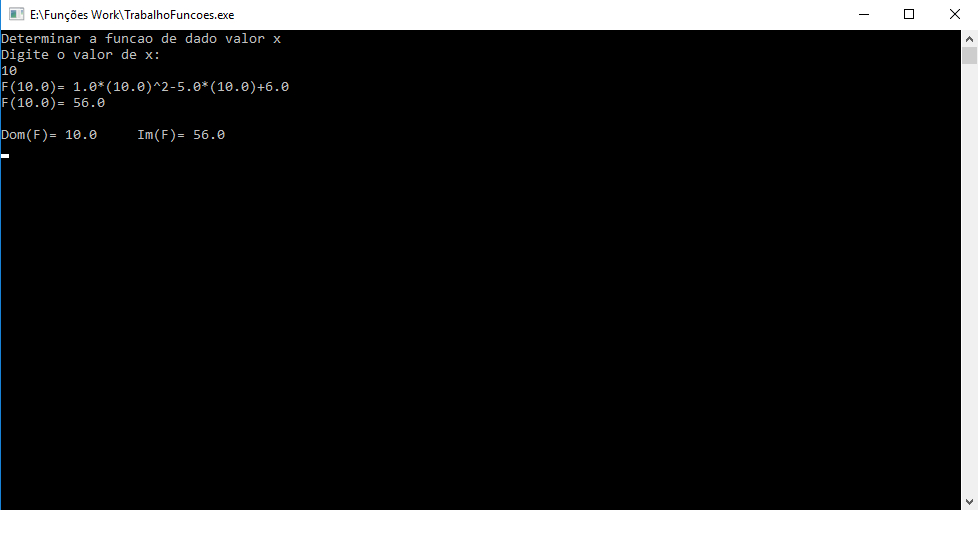 E:\Funções Work\TrabalhoFuncoes.exe
Determinar a funcao de dado valor x
Digite o valor de x:
10
F(10.0)= 1.0*(10.0)^2-5.0*(10.0)+6.0
F(10.0)= 56.0
Dom(F)= 10.0     Im(F)= 56.0